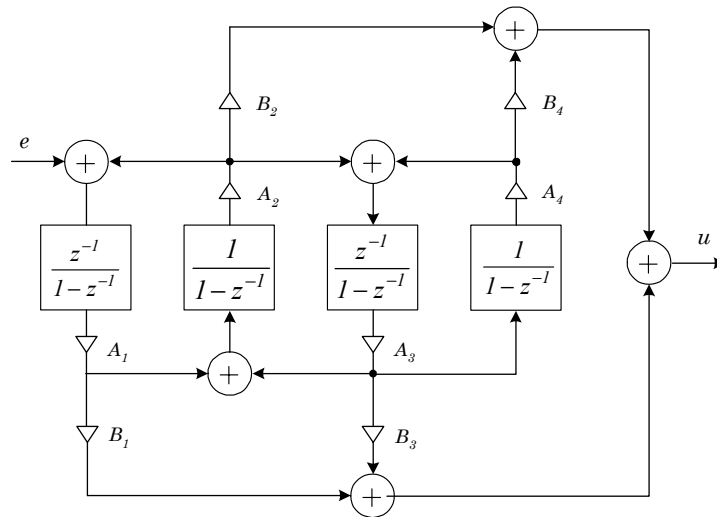 +
B₂
B₄
e
+
+
A₂
A₄
z⁻¹ / 1 − z⁻¹
1 / 1 − z⁻¹
z⁻¹ / 1 − z⁻¹
1 / 1 − z⁻¹
u
+
A₁
+
A₃
B₁
B₃
+